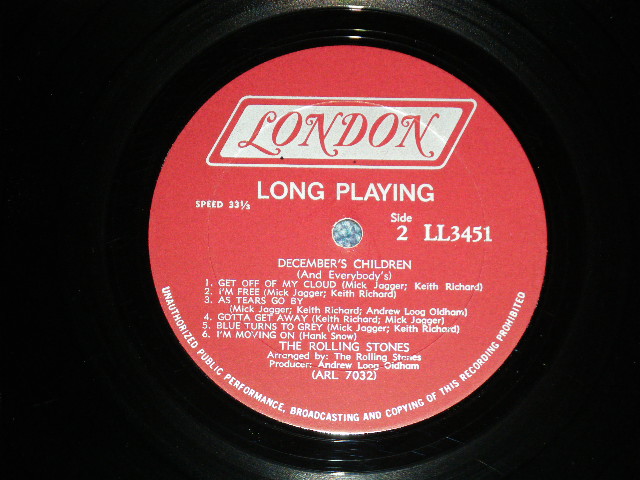 LONDON
LONG PLAYING
SPEED 33⅓
Side
2 LL3451
DECEMBER'S CHILDREN
(And Everybody's)
1. GET OFF OF MY CLOUD (Mick Jagger; Keith Richard)
2. I'M FREE (Mick Jagger; Keith Richard)
3. AS TEARS GO BY
(Mick Jagger; Keith Richard; Andrew Loog Oldham)
4. GOTTA GET AWAY (Keith Richard; Mick Jagger)
5. BLUE TURNS TO GREY (Mick Jagger; Keith Richard)
6. I'M MOVING ON (Hank Snow)
THE ROLLING STONES
Arranged by: The Rolling Stones
Producer: Andrew Loog Oldham
(ARL 7032)
UNAUTHORIZED PUBLIC PERFORMANCE, BROADCASTING AND COPYING OF THIS RECORDING PROHIBITED